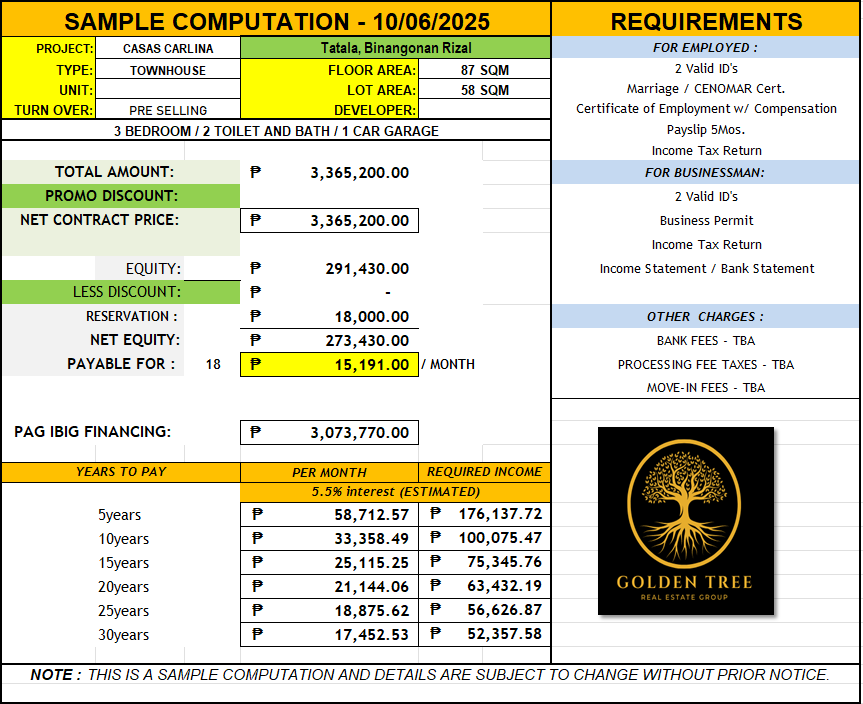 SAMPLE COMPUTATION - 10/06/2025
PROJECT: CASAS CARLINA Tatala, Binangonan Rizal
TYPE: TOWNHOUSE FLOOR AREA: 87 SQM
UNIT: LOT AREA: 58 SQM
TURN OVER: PRE SELLING DEVELOPER:
3 BEDROOM / 2 TOILET AND BATH / 1 CAR GARAGE
TOTAL AMOUNT: ₱ 3,365,200.00
PROMO DISCOUNT:
NET CONTRACT PRICE: ₱ 3,365,200.00
EQUITY: ₱ 291,430.00
LESS DISCOUNT: ₱ -
RESERVATION : ₱ 18,000.00
NET EQUITY: ₱ 273,430.00
PAYABLE FOR : 18 ₱ 15,191.00 / MONTH
PAG IBIG FINANCING: ₱ 3,073,770.00
YEARS TO PAY PER MONTH REQUIRED INCOME
5.5% interest (ESTIMATED)
5years ₱ 58,712.57 ₱ 176,137.72
10years ₱ 33,358.49 ₱ 100,075.47
15years ₱ 25,115.25 ₱ 75,345.76
20years ₱ 21,144.06 ₱ 63,432.19
25years ₱ 18,875.62 ₱ 56,626.87
30years ₱ 17,452.53 ₱ 52,357.58
REQUIREMENTS
FOR EMPLOYED :
2 Valid ID's
Marriage / CENOMAR Cert.
Certificate of Employment w/ Compensation
Payslip 5Mos.
Income Tax Return
FOR BUSINESSMAN:
2 Valid ID's
Business Permit
Income Tax Return
Income Statement / Bank Statement
OTHER CHARGES :
BANK FEES - TBA
PROCESSING FEE TAXES - TBA
MOVE-IN FEES - TBA
GOLDEN TREE
REAL ESTATE GROUP
NOTE : THIS IS A SAMPLE COMPUTATION AND DETAILS ARE SUBJECT TO CHANGE WITHOUT PRIOR NOTICE.